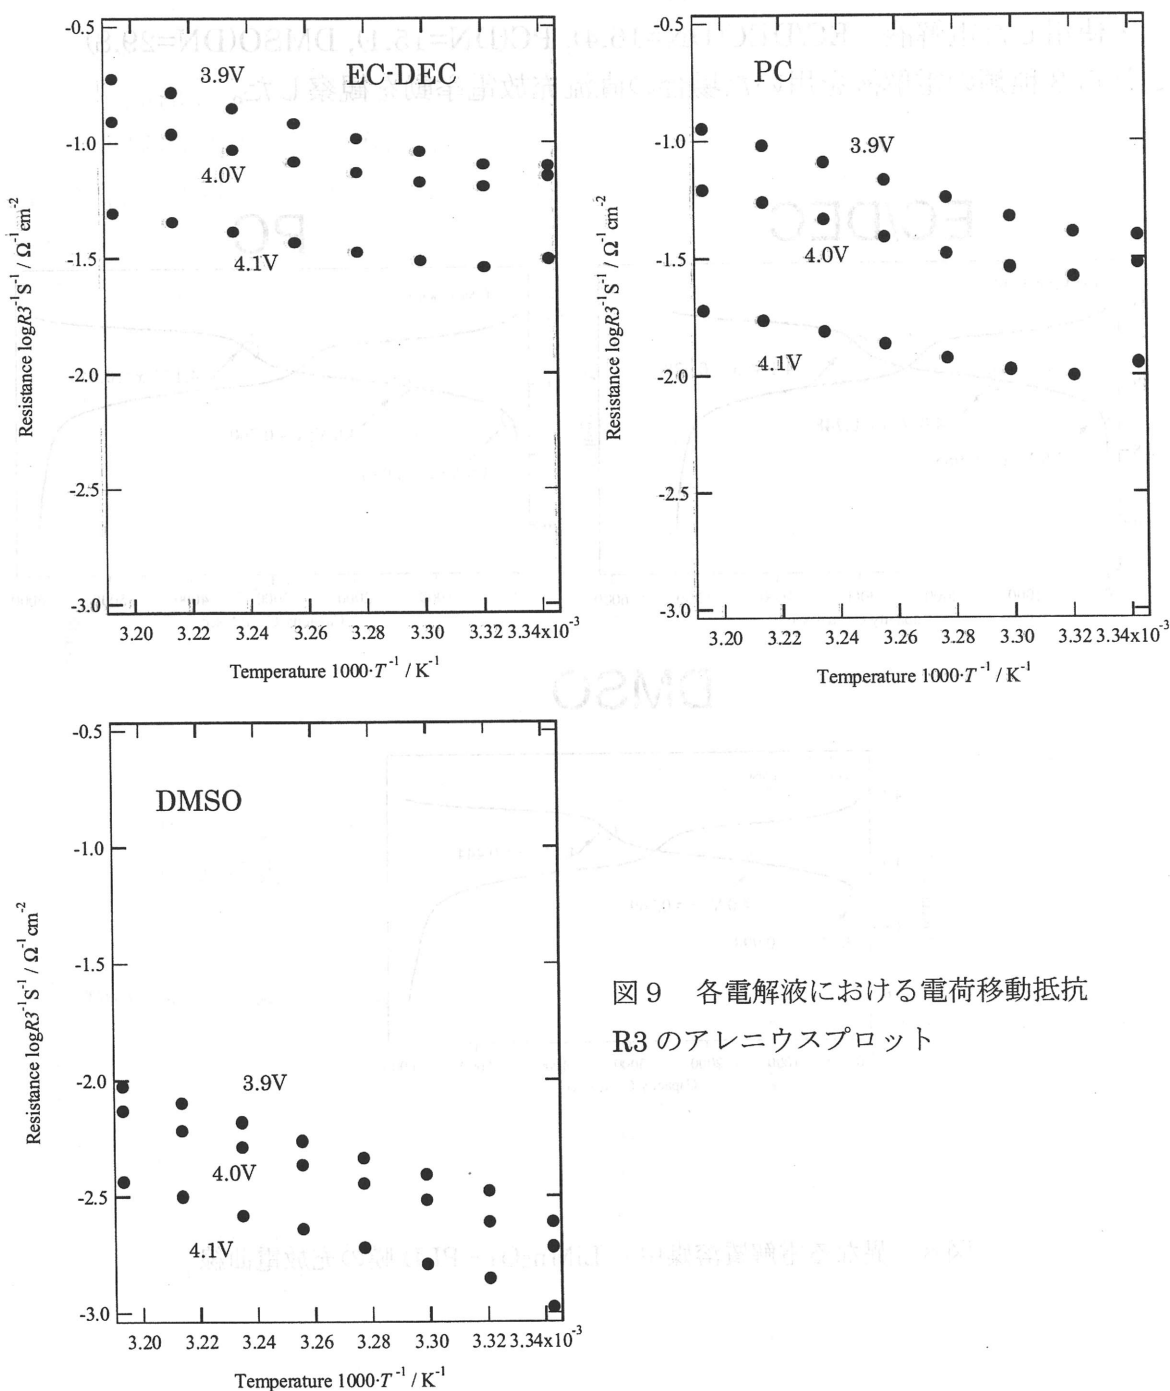 EC-DEC
3.9V
4.0V
4.1V
-0.5
-1.0
-1.5
-2.0
-2.5
-3.0
Resistance logR3⁻¹S⁻¹ / Ω⁻¹cm⁻²
3.20 3.22 3.24 3.26 3.28 3.30 3.32 3.34x10⁻³
Temperature 1000·T⁻¹ / K⁻¹
PC
3.9V
4.0V
4.1V
-0.5
-1.0
-1.5
-2.0
-2.5
-3.0
Resistance logR3⁻¹S⁻¹ / Ω⁻¹cm⁻²
3.20 3.22 3.24 3.26 3.28 3.30 3.32 3.34x10⁻³
Temperature 1000·T⁻¹ / K⁻¹
DMSO
3.9V
4.0V
4.1V
-0.5
-1.0
-1.5
-2.0
-2.5
-3.0
Resistance logR3⁻¹S⁻¹ / Ω⁻¹cm⁻²
3.20 3.22 3.24 3.26 3.28 3.30 3.32 3.34x10⁻³
Temperature 1000·T⁻¹ / K⁻¹
図9 各電解液における電荷移動抵抗
R3 のアレニウスプロット